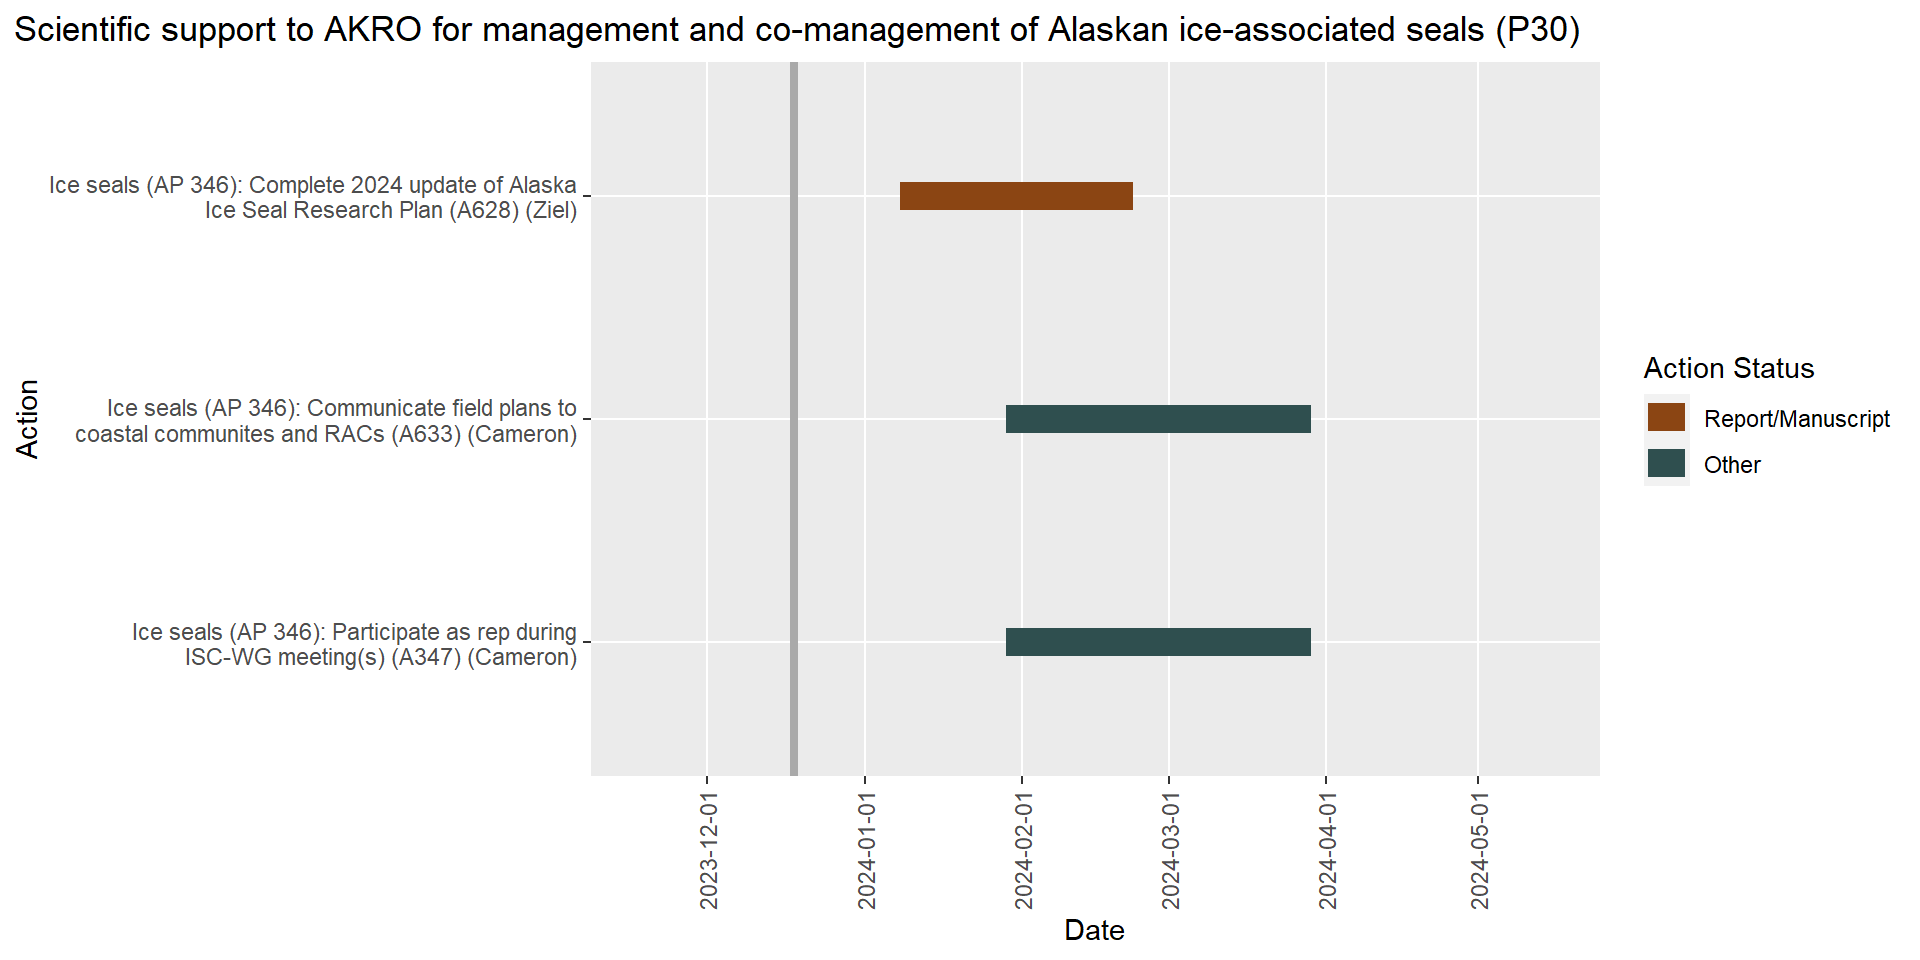 Scientific support to AKRO for management and co-management of Alaskan ice-associated seals (P30)
Action
Ice seals (AP 346): Complete 2024 update of Alaska
Ice Seal Research Plan (A628) (Ziel)
Ice seals (AP 346): Communicate field plans to
coastal communites and RACs (A633) (Cameron)
Ice seals (AP 346): Participate as rep during
ISC-WG meeting(s) (A347) (Cameron)
2023-12-01
2024-01-01
2024-02-01
2024-03-01
2024-04-01
2024-05-01
Date
Action Status
Report/Manuscript
Other